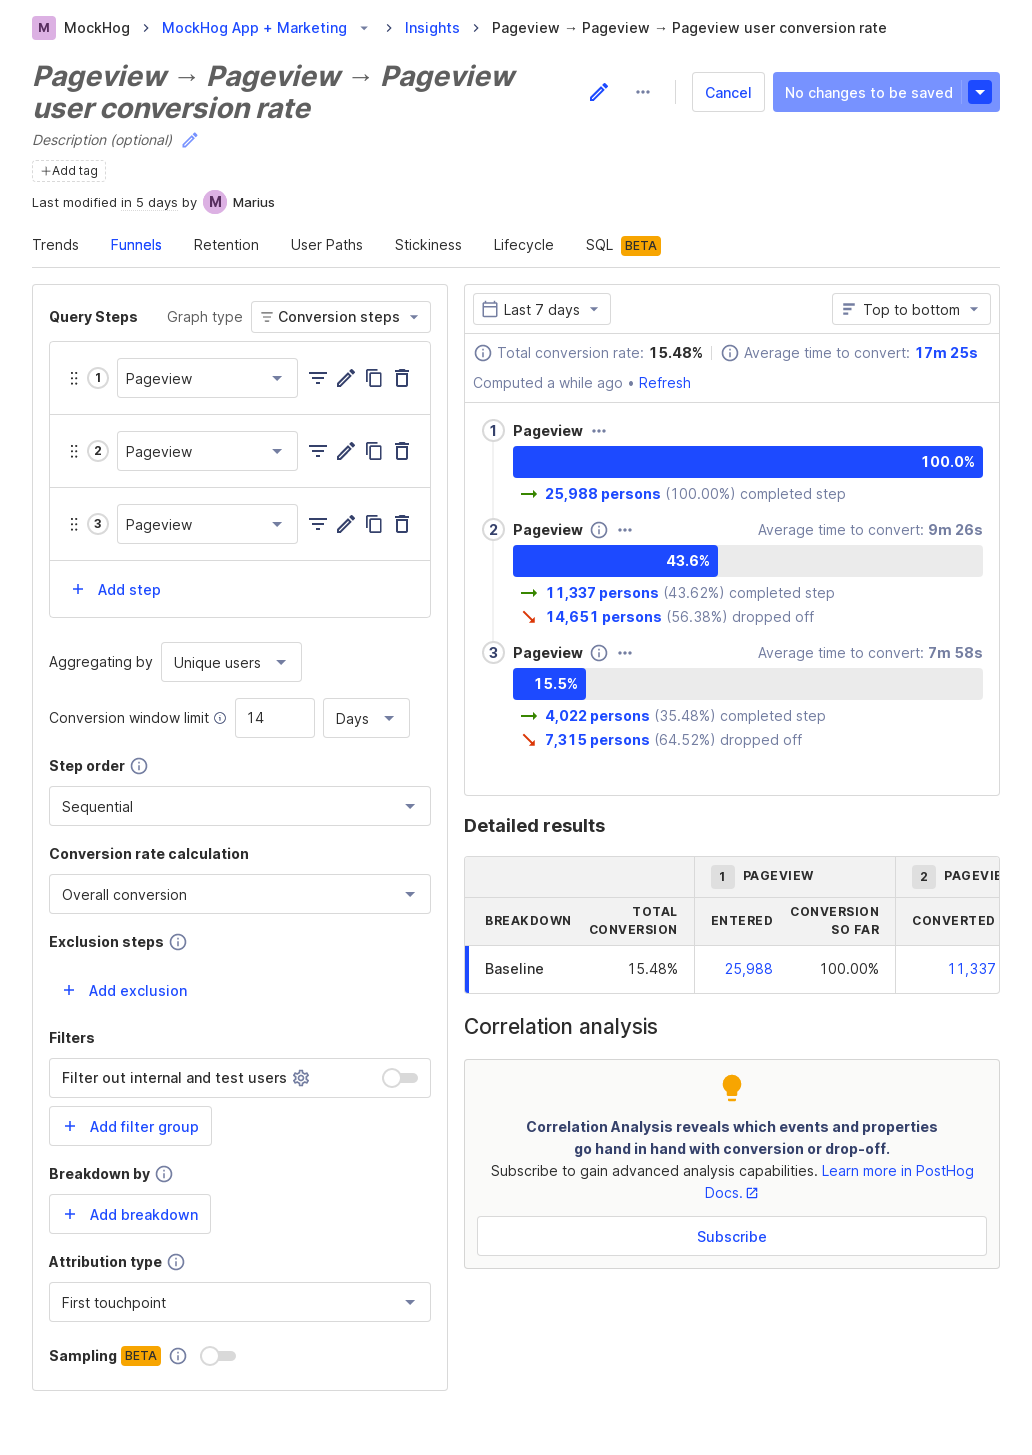 M MockHog > MockHog App + Marketing > Insights > Pageview → Pageview → Pageview user conversion rate
Pageview → Pageview → Pageview
user conversion rate
Cancel
No changes to be saved
Description (optional)
+ Add tag
Last modified in 5 days by M Marius
Trends Funnels Retention User Paths Stickiness Lifecycle SQL BETA
Query Steps
Graph type
Conversion steps
1 Pageview
2 Pageview
3 Pageview
+ Add step
Aggregating by Unique users
Conversion window limit 14 Days
Step order
Sequential
Conversion rate calculation
Overall conversion
Exclusion steps
+ Add exclusion
Filters
Filter out internal and test users
+ Add filter group
Breakdown by
+ Add breakdown
Attribution type
First touchpoint
Sampling BETA
Last 7 days
Top to bottom
Total conversion rate: 15.48%
Average time to convert: 17m 25s
Computed a while ago • Refresh
1 Pageview
100.0%
→ 25,988 persons (100.00%) completed step
2 Pageview
Average time to convert: 9m 26s
43.6%
→ 11,337 persons (43.62%) completed step
↘ 14,651 persons (56.38%) dropped off
3 Pageview
Average time to convert: 7m 58s
15.5%
→ 4,022 persons (35.48%) completed step
↘ 7,315 persons (64.52%) dropped off
Detailed results
1 PAGEVIEW
2 PAGEVIE
BREAKDOWN
TOTAL
CONVERSION
ENTERED
CONVERSION
SO FAR
CONVERTED
Baseline 15.48% 25,988 100.00% 11,337
Correlation analysis
Correlation Analysis reveals which events and properties
go hand in hand with conversion or drop-off.
Subscribe to gain advanced analysis capabilities. Learn more in PostHog
Docs.
Subscribe